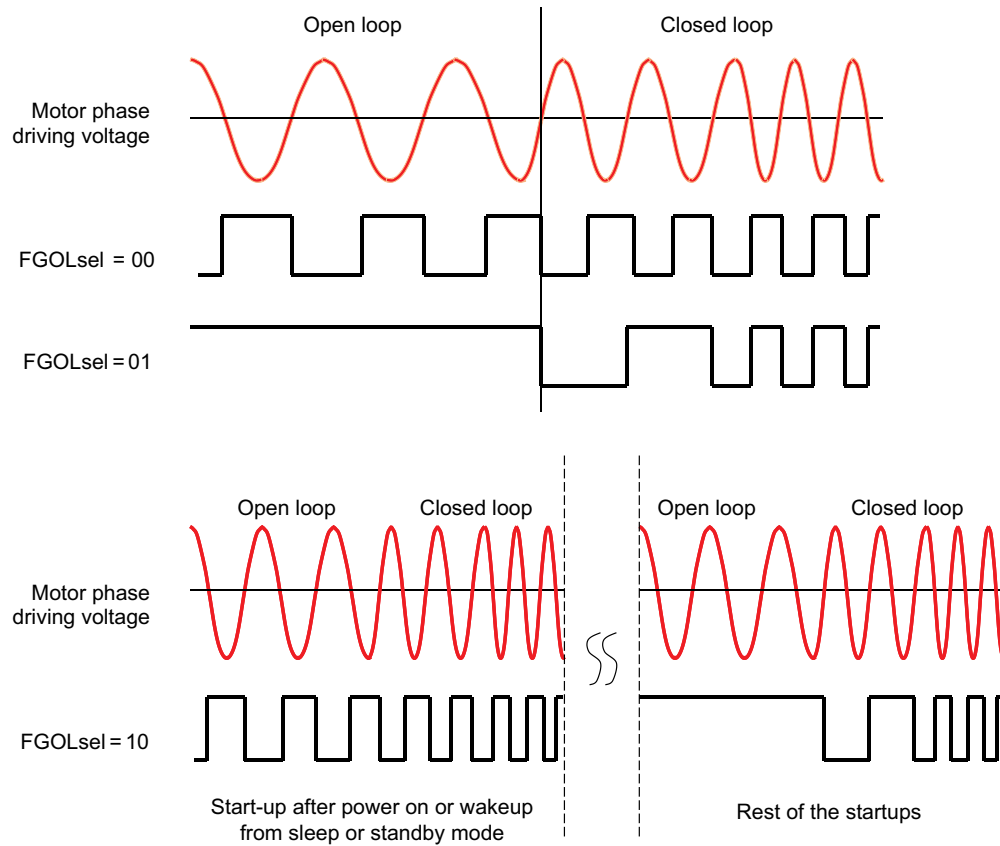 Open loop
Closed loop
Motor phase
driving voltage
FGOLsel = 00
FGOLsel = 01
Open loop
Closed loop
Open loop
Closed loop
Motor phase
driving voltage
FGOLsel = 10
Start-up after power on or wakeup
from sleep or standby mode
Rest of the startups